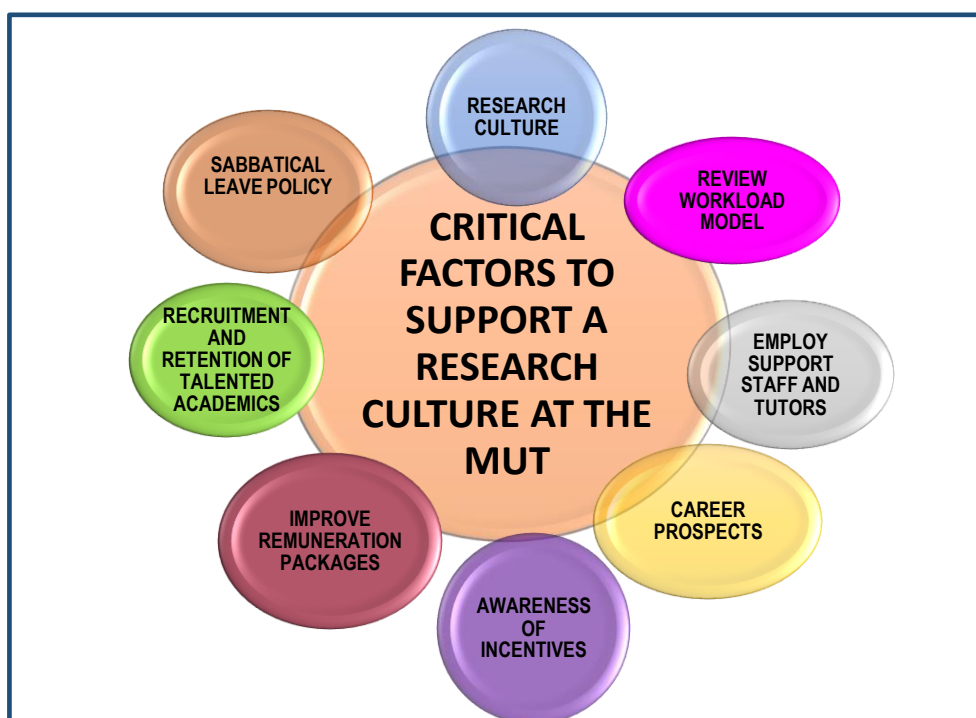 RESEARCH
CULTURE
REVIEW
WORKLOAD
MODEL
EMPLOY
SUPPORT
STAFF AND
TUTORS
CAREER
PROSPECTS
AWARENESS
OF
INCENTIVES
IMPROVE
REMUNERATION
PACKAGES
RECRUITMENT
AND
RETENTION OF
TALENTED
ACADEMICS
SABBATICAL
LEAVE POLICY
CRITICAL
FACTORS TO
SUPPORT A
RESEARCH
CULTURE AT THE
MUT